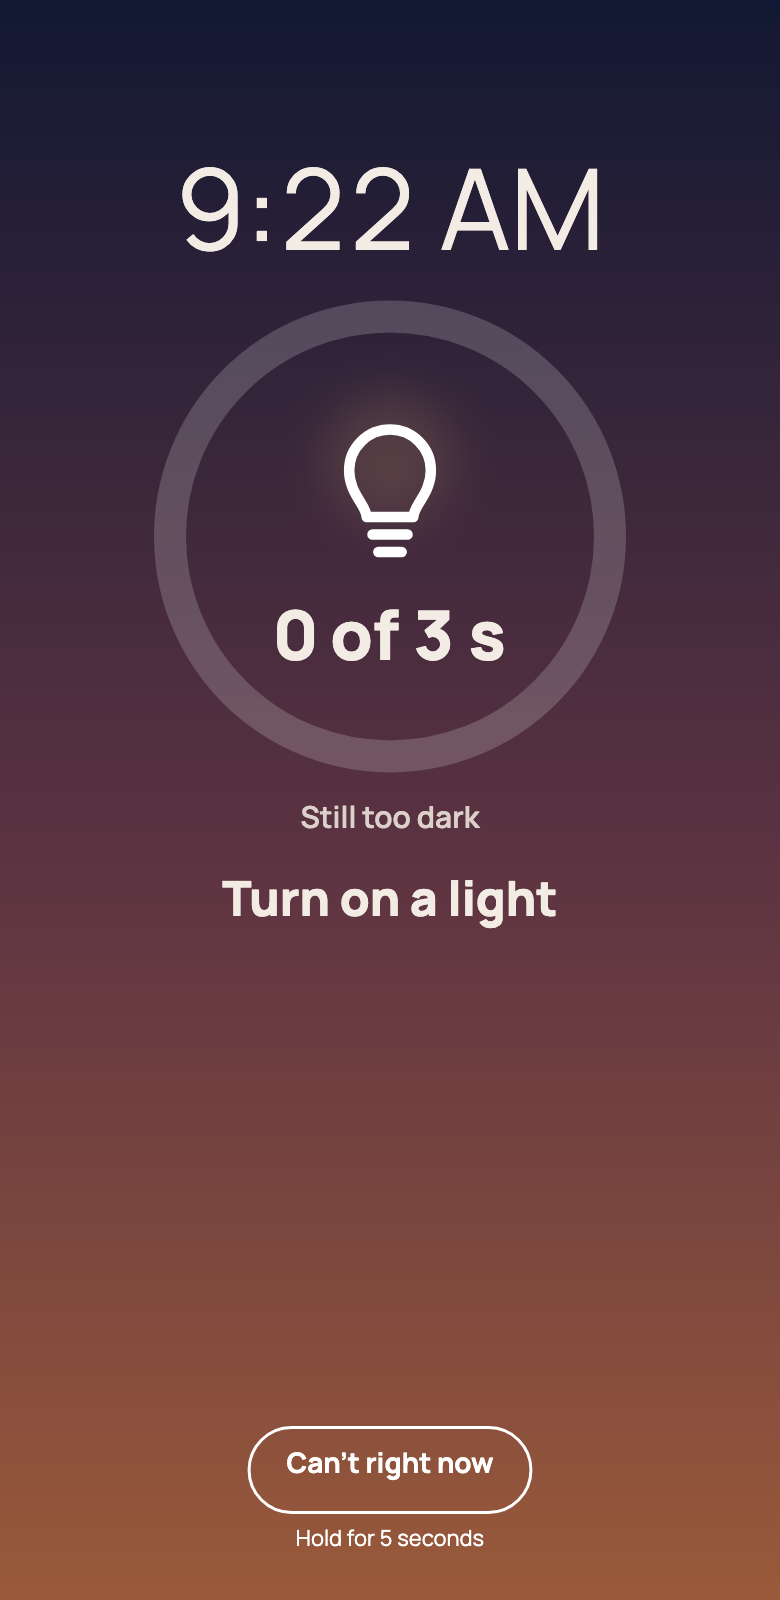 9:22 AM
0 of 3 s
Still too dark
Turn on a light
Can't right now
Hold for 5 seconds